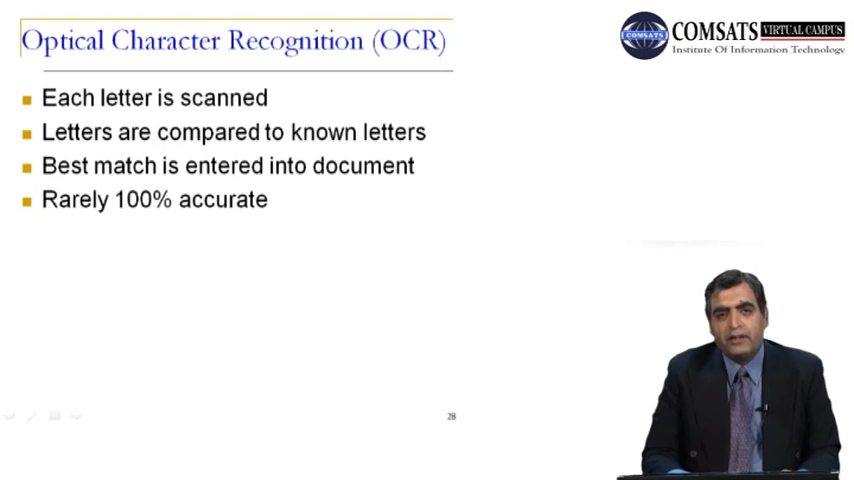 Optical Character Recognition (OCR)
Each letter is scanned
Letters are compared to known letters
Best match is entered into document
Rarely 100% accurate
28
COMSATS
COMSATS VIRTUAL CAMPUS
Institute Of Information Technology